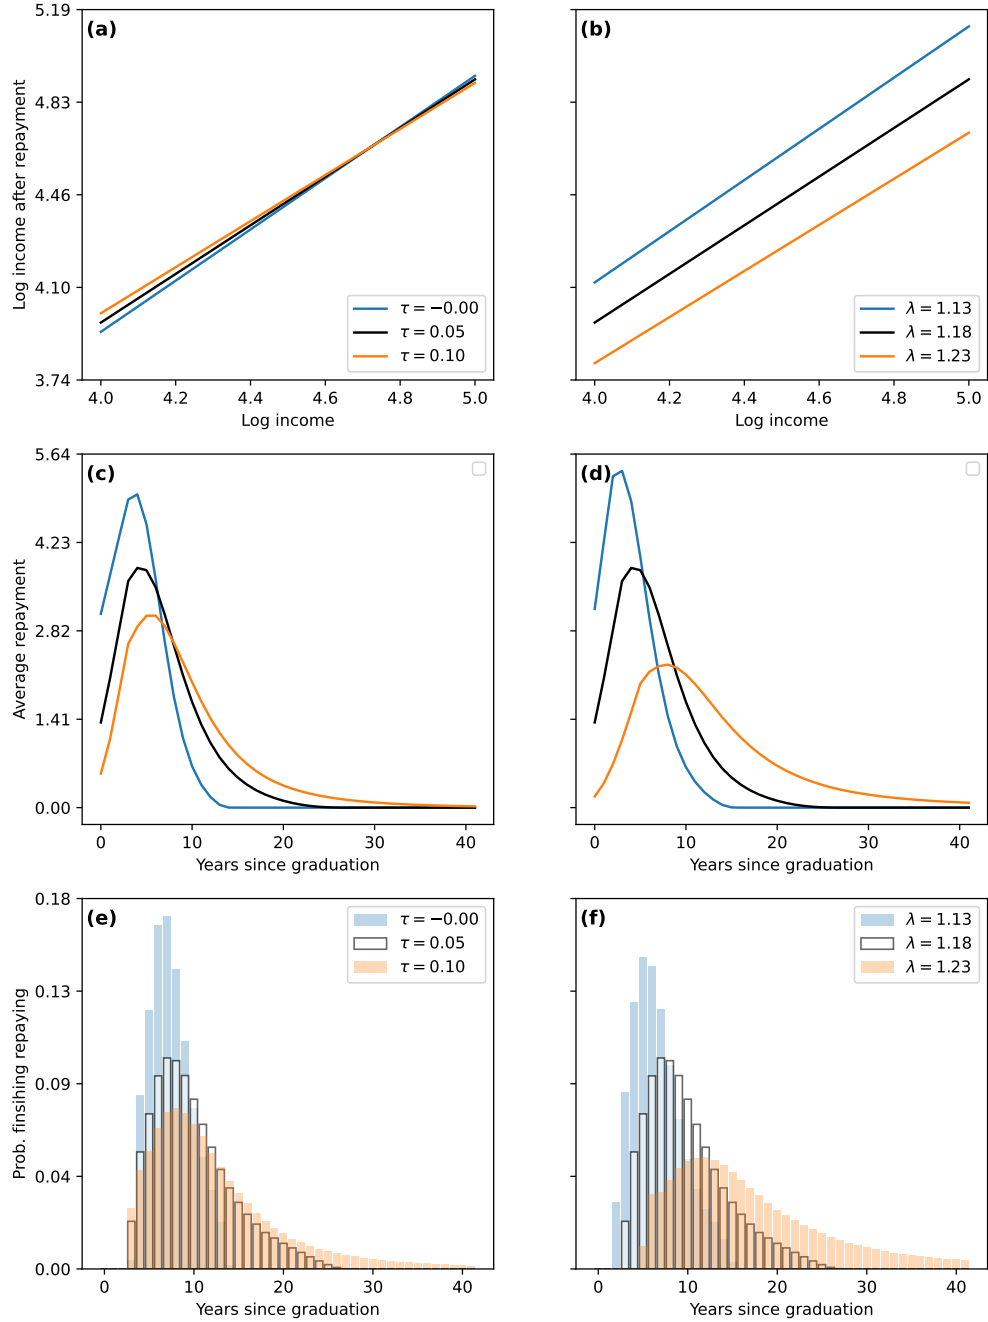 (a)
5.19
4.83
4.46
4.10
3.74
Log income after repayment
4.0 4.2 4.4 4.6 4.8 5.0
Log income
τ = −0.00
τ = 0.05
τ = 0.10
(b)
4.0 4.2 4.4 4.6 4.8 5.0
Log income
λ = 1.13
λ = 1.18
λ = 1.23
(c)
5.64
4.23
2.82
1.41
0.00
Average repayment
0 10 20 30 40
Years since graduation
(d)
0 10 20 30 40
Years since graduation
(e)
0.18
0.13
0.09
0.04
0.00
Prob. finsihing repaying
0 10 20 30 40
Years since graduation
τ = −0.00
τ = 0.05
τ = 0.10
(f)
0 10 20 30 40
Years since graduation
λ = 1.13
λ = 1.18
λ = 1.23